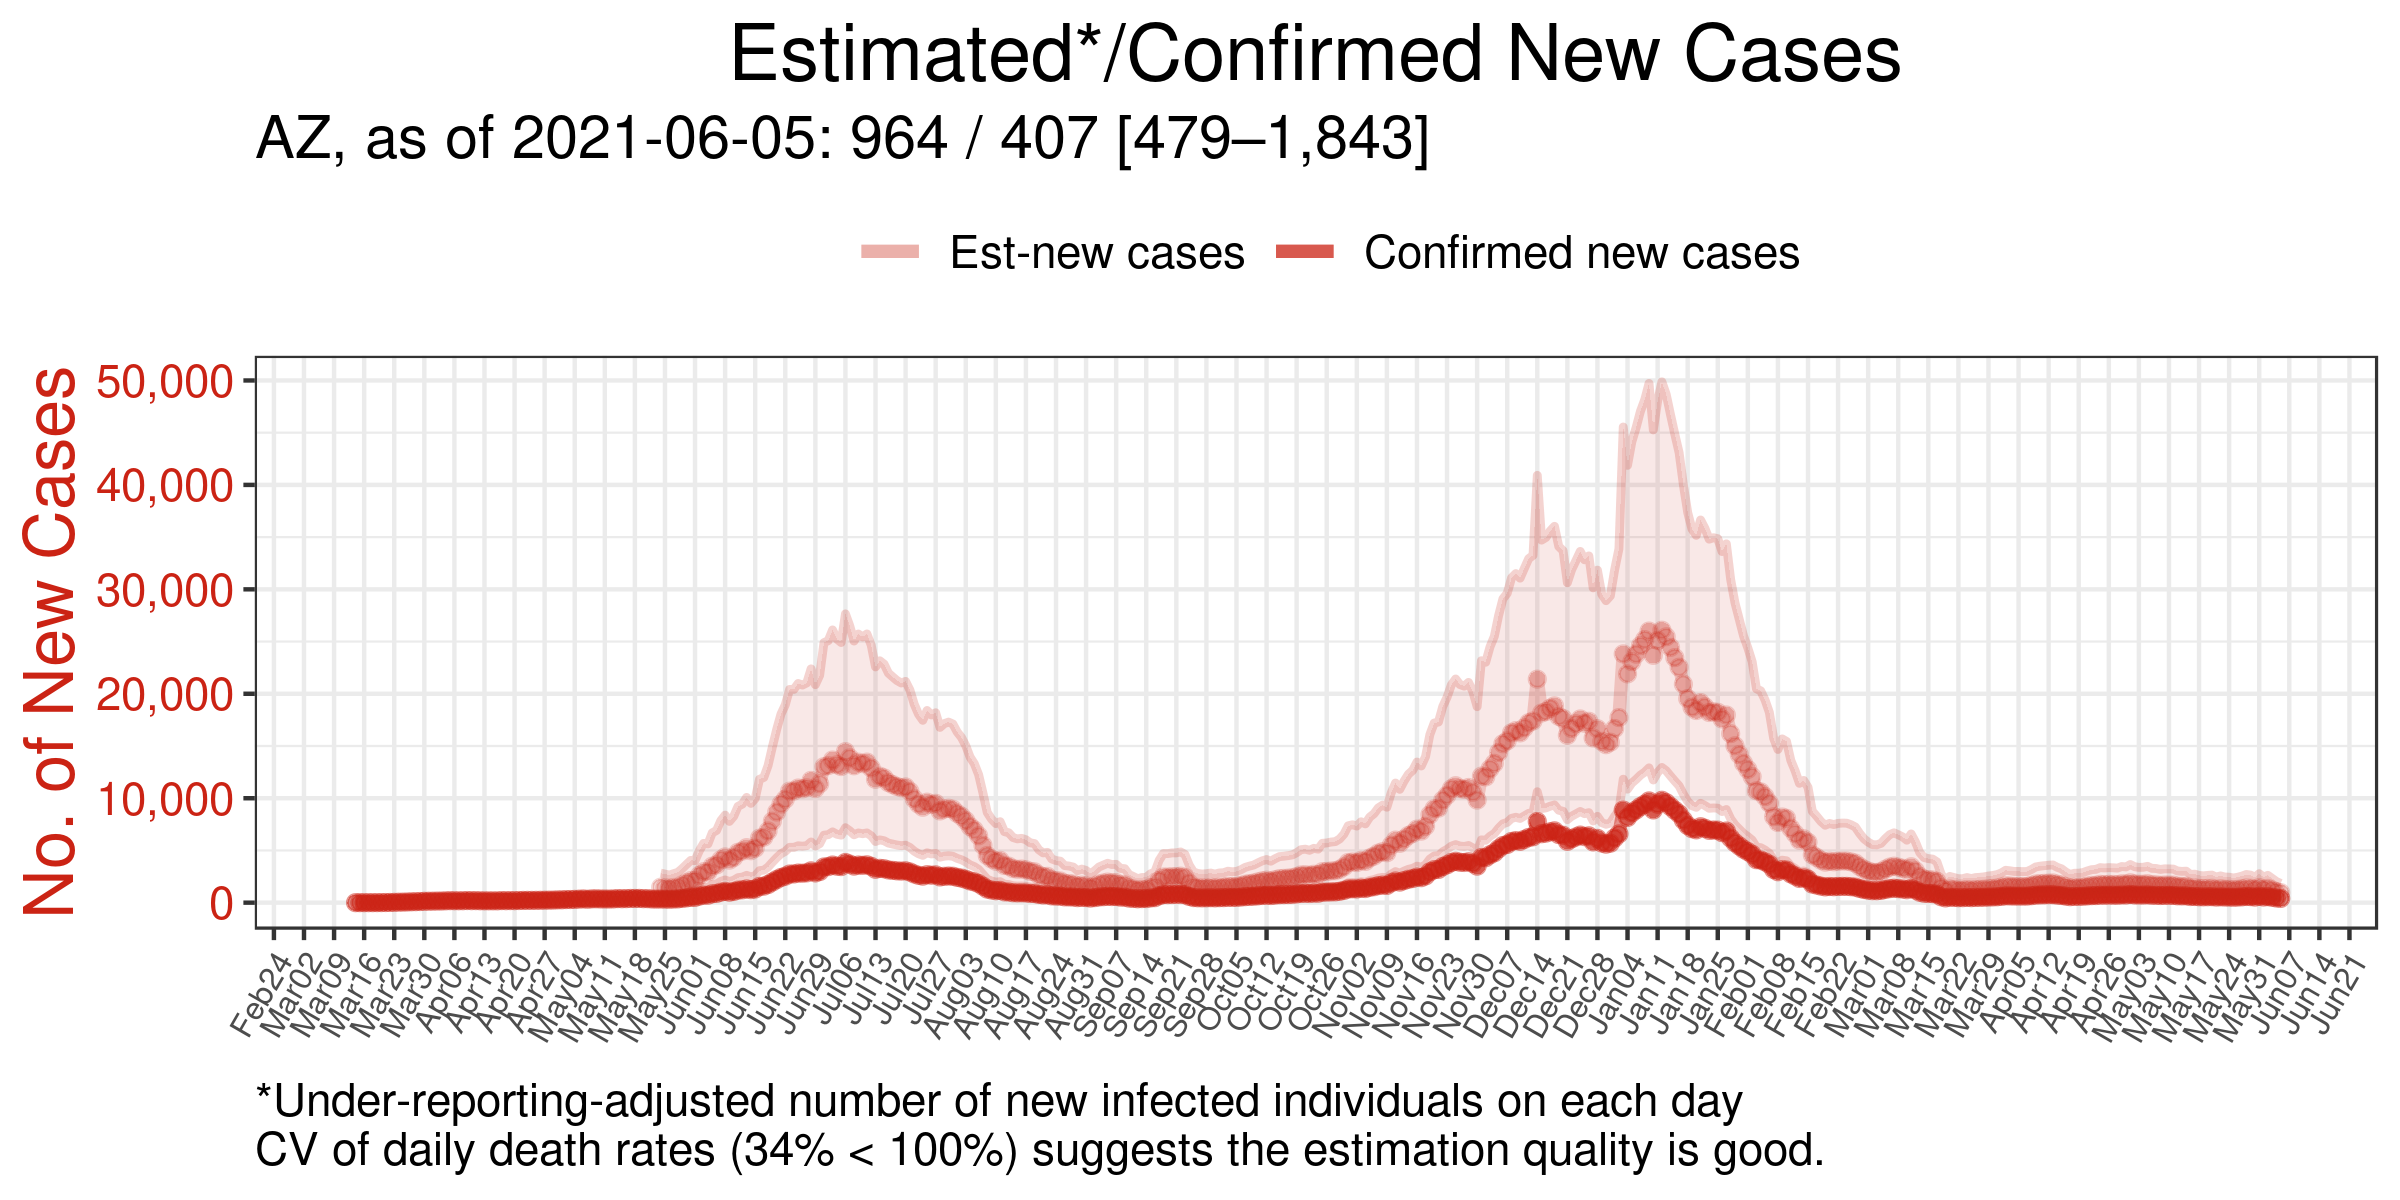 Estimated*/Confirmed New Cases
AZ, as of 2021-06-05: 964 / 407 [479–1,843]
Est-new cases Confirmed new cases
No. of New Cases
50,000
40,000
30,000
20,000
10,000
0
Feb24 Mar02 Mar09 Mar16 Mar23 Mar30 Apr06 Apr13 Apr20 Apr27 May04 May11 May18 May25 Jun01 Jun08 Jun15 Jun22 Jun29 Jul06 Jul13 Jul20 Jul27 Aug03 Aug10 Aug17 Aug24 Aug31 Sep07 Sep14 Sep21 Sep28 Oct05 Oct12 Oct19 Oct26 Nov02 Nov09 Nov16 Nov23 Nov30 Dec07 Dec14 Dec21 Dec28 Jan04 Jan11 Jan18 Jan25 Feb01 Feb08 Feb15 Feb22 Mar01 Mar08 Mar15 Mar22 Mar29 Apr05 Apr12 Apr19 Apr26 May03 May10 May17 May24 May31 Jun07 Jun14 Jun21
*Under-reporting-adjusted number of new infected individuals on each day
CV of daily death rates (34% < 100%) suggests the estimation quality is good.